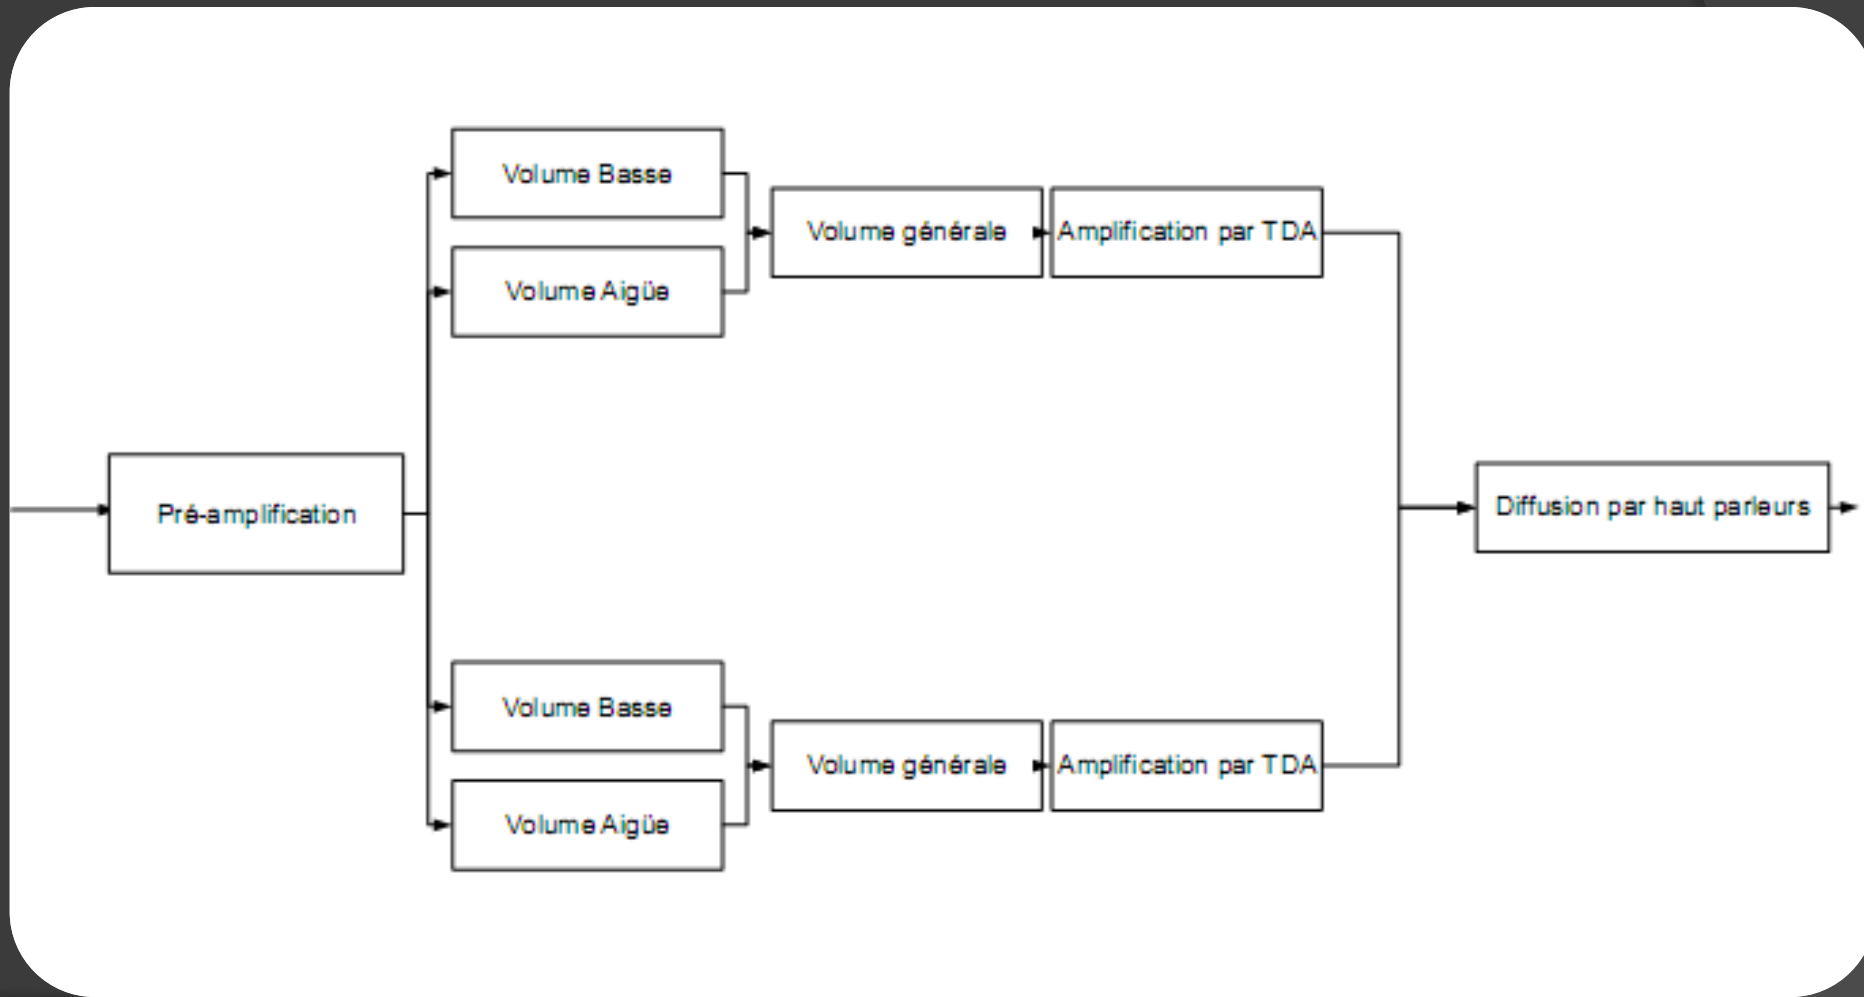 Volume Basse
Volume Aigüe
Volume générale
Amplification par TDA
Pré-amplification
Diffusion par haut parleurs
Volume Basse
Volume Aigüe
Volume générale
Amplification par TDA